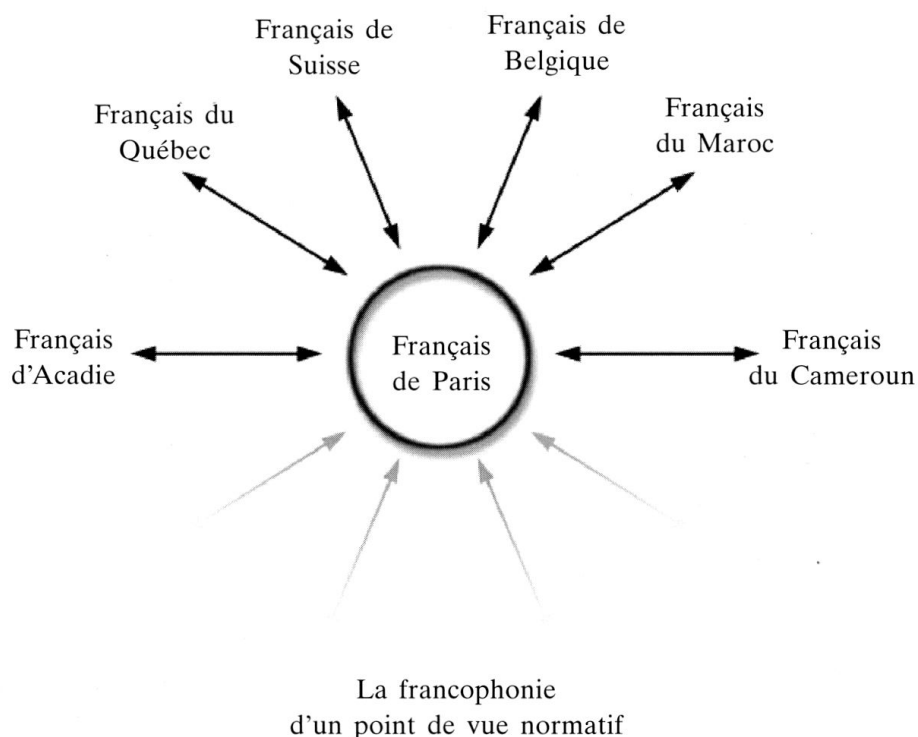 Français de
Suisse
Français de
Belgique
Français du
Québec
Français
du Maroc
Français
d'Acadie
Français
de Paris
Français
du Cameroun
La francophonie
d'un point de vue normatif